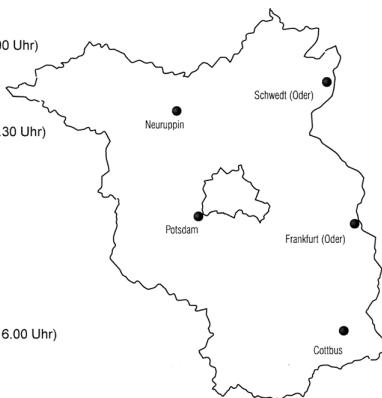 00 Uhr)
Schwedt (Oder)
Neuruppin
.30 Uhr)
Potsdam
Frankfurt (Oder)
6.00 Uhr)
Cottbus